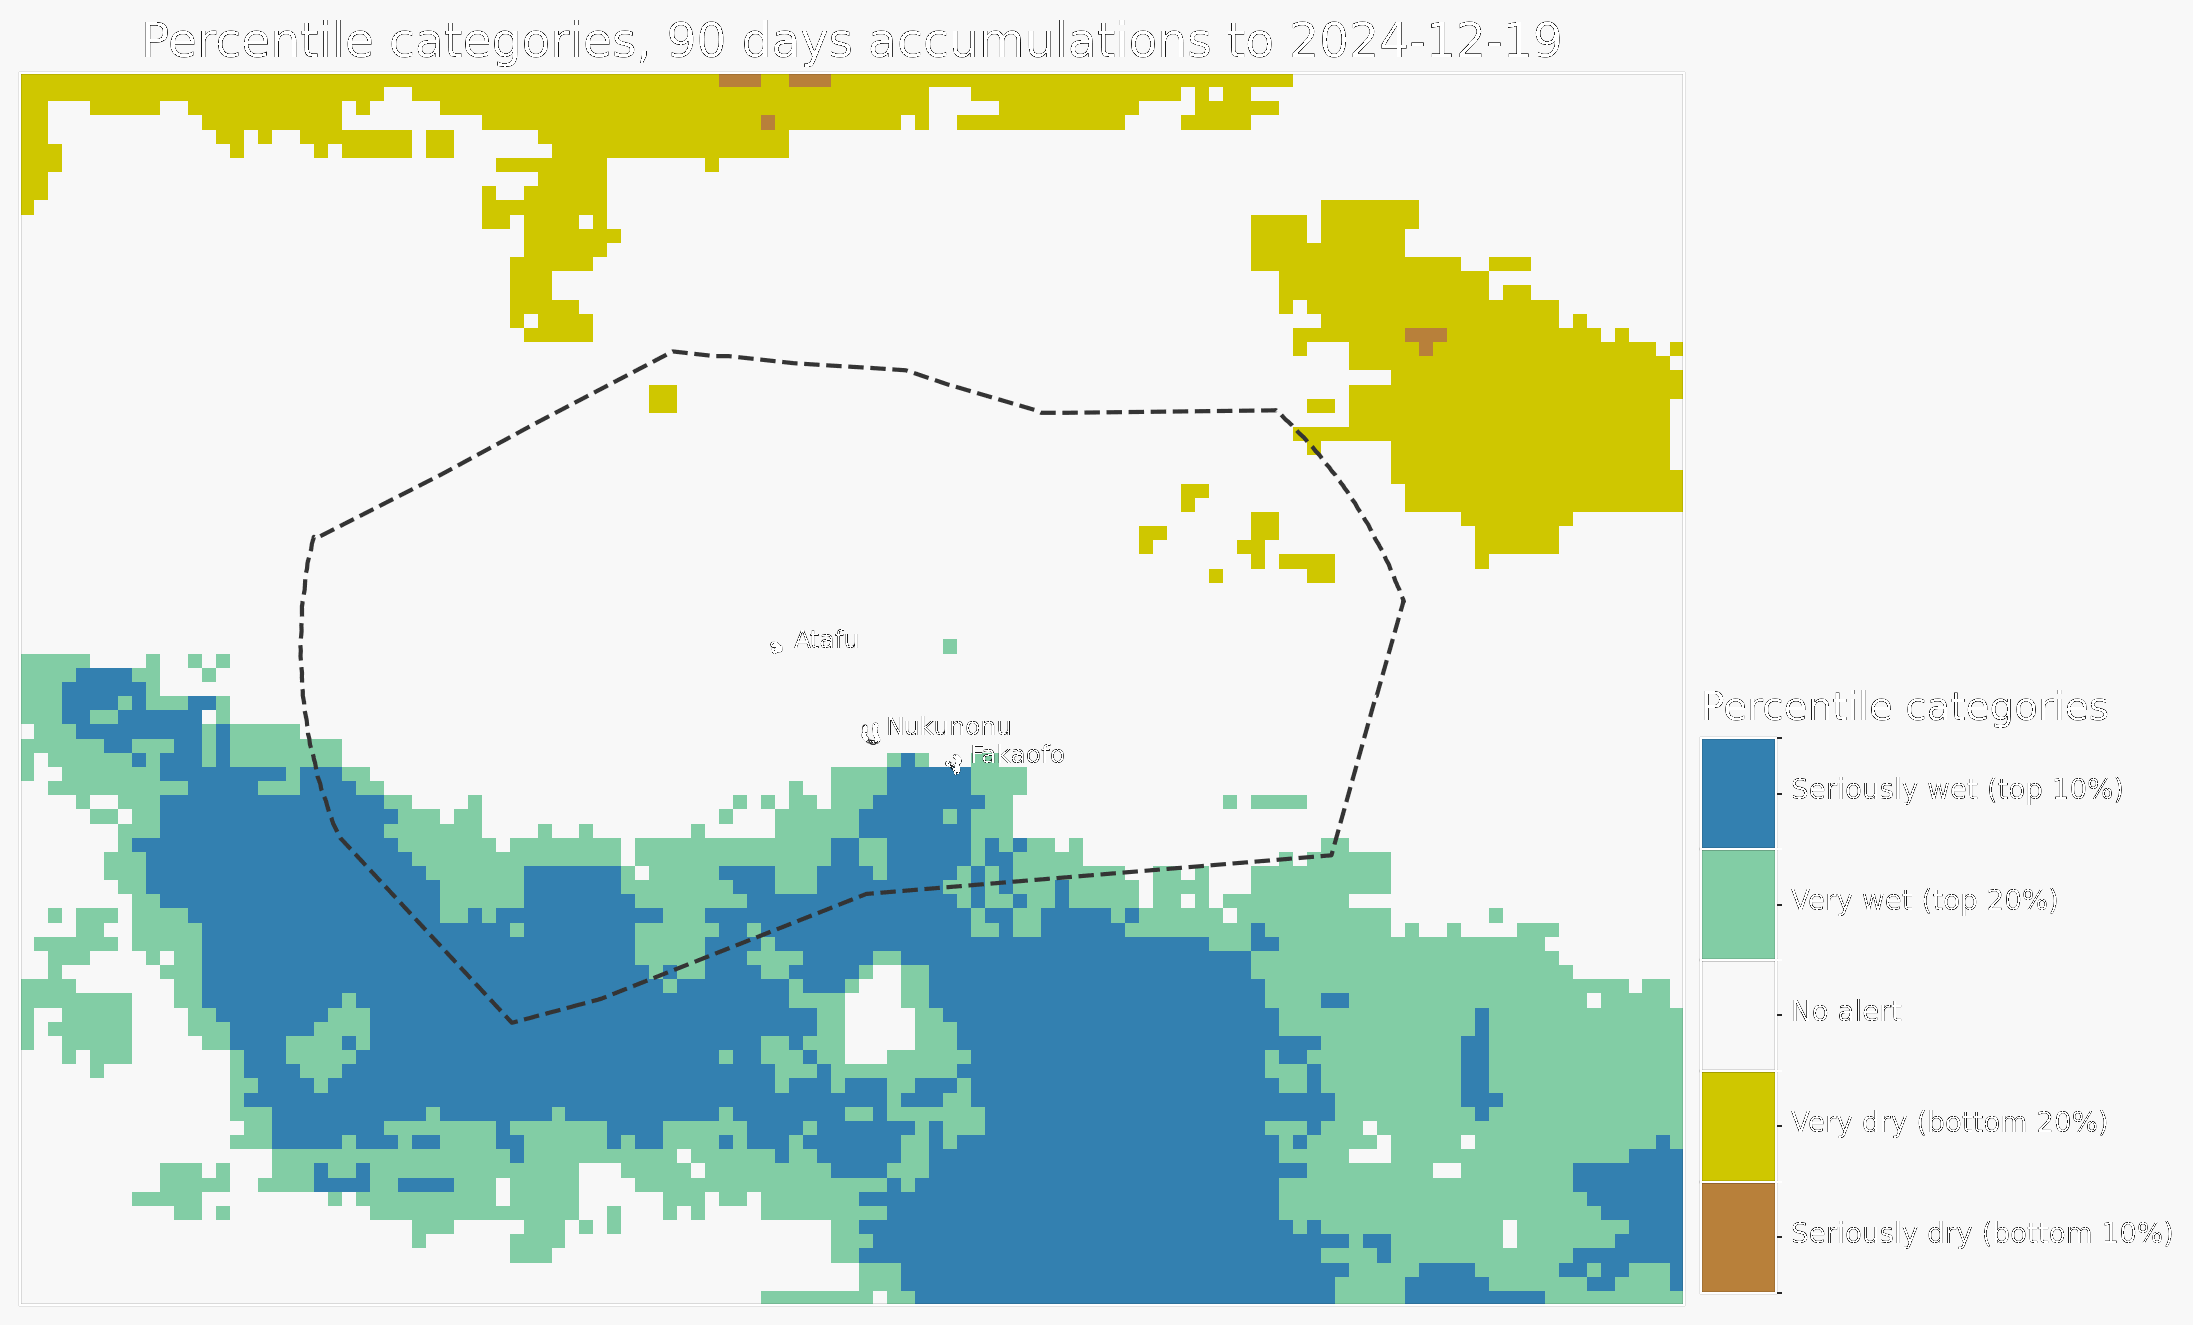 Percentile categories, 90 days accumulations to 2024-12-19
Atafu
Nukunonu
Fakaofo
Percentile categories
Seriously wet (top 10%)
Very wet (top 20%)
No alert
Very dry (bottom 20%)
Seriously dry (bottom 10%)